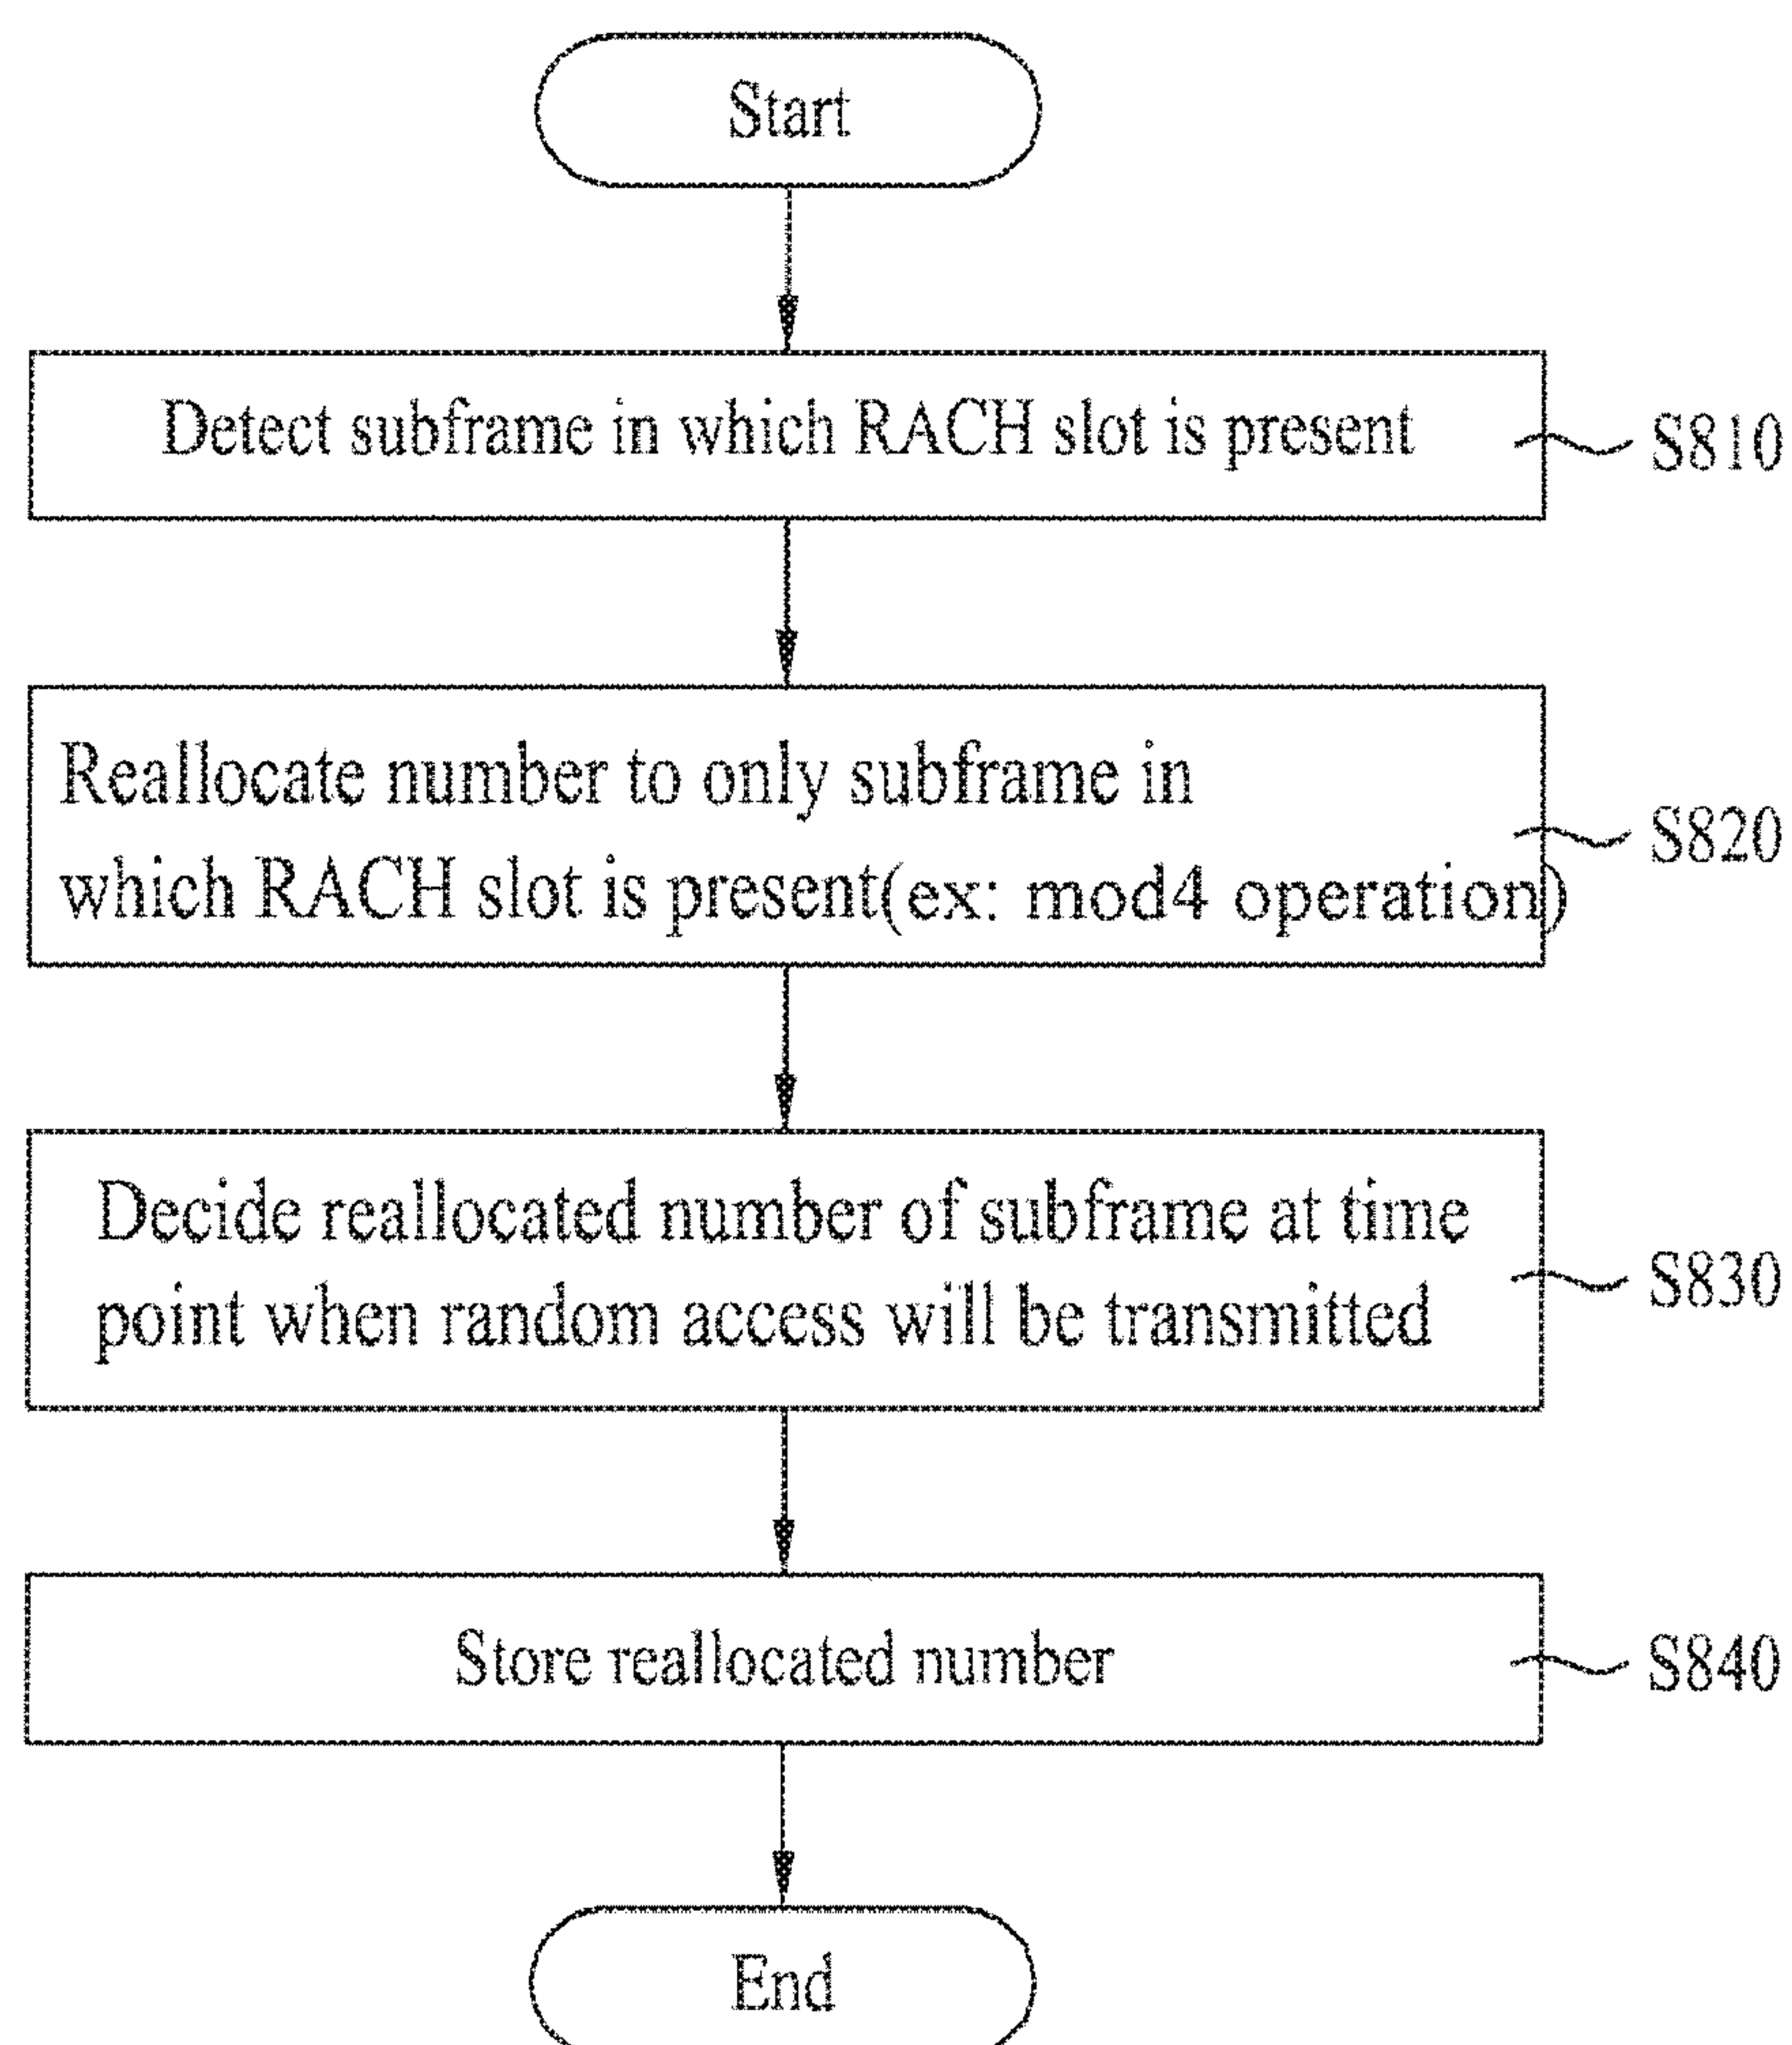 Start
Detect subframe in which RACH slot is present
S810
Reallocate number to only subframe in
which RACH slot is present(ex: mod4 operation)
S820
Decide reallocated number of subframe at time
point when random access will be transmitted
S830
Store reallocated number
S840
End